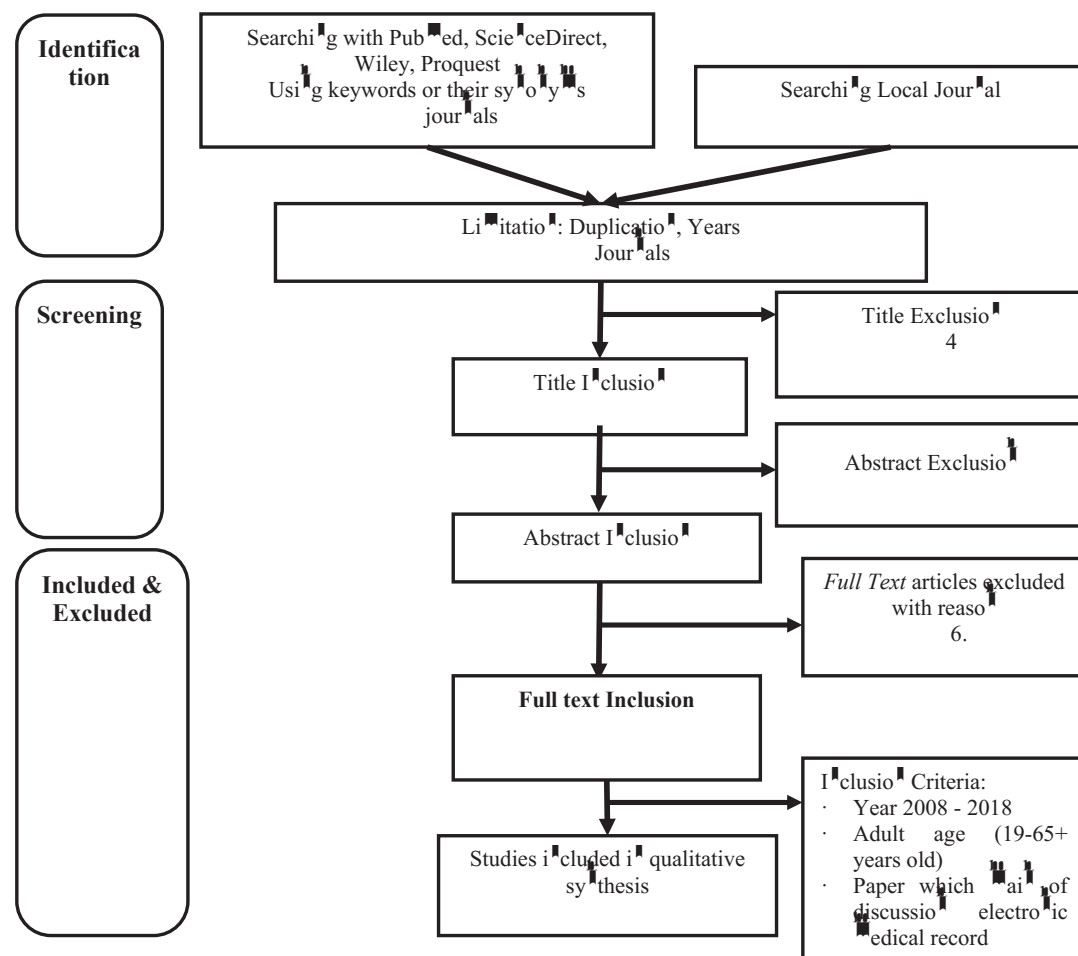 Identifica
tion
Searching with PubMed, ScienceDirect,
Wiley, Proquest
Using keywords or their synonyms
journals
Searching Local Journal
Limitation: Duplication, Years
Journals
Screening
Title Exclusion
4
Title Inclusion
Abstract Exclusion
Abstract Inclusion
Included &
Excluded
Full Text articles excluded
with reason
6.
Full text Inclusion
Inclusion Criteria:
· Year 2008 - 2018
· Adult age (19-65+
years old)
· Paper which main of
discussion electronic
medical record
Studies included in qualitative
synthesis